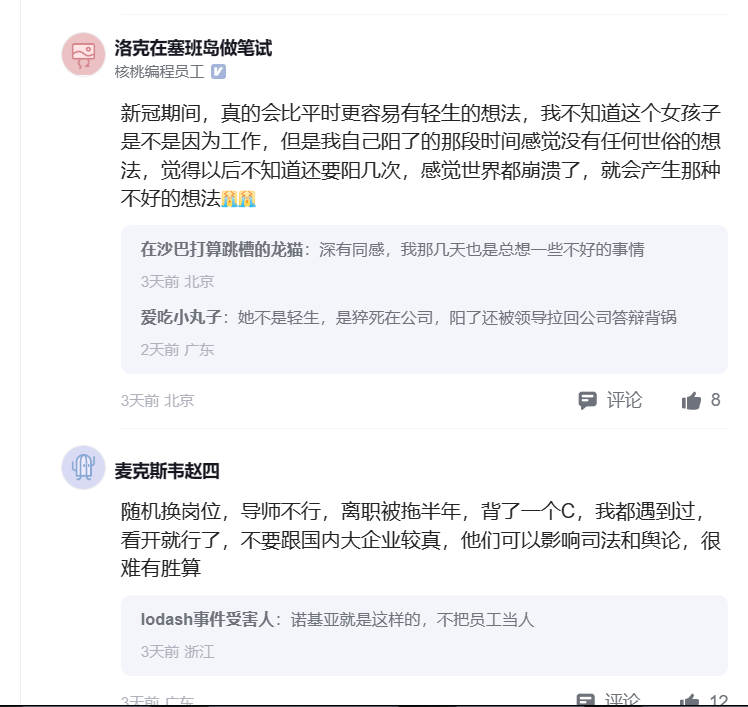 洛克在塞班岛做笔试
核桃编程员工
新冠期间，真的会比平时更容易有轻生的想法，我不知道这个女孩子
是不是因为工作，但是我自己阳了的那段时间感觉没有任何世俗的想
法，觉得以后不知道还要阳几次，感觉世界都崩溃了，就会产生那种
不好的想法😭😭
在沙巴打算跳槽的龙猫：深有同感，我那几天也是总想一些不好的事情
3天前 北京
爱吃小丸子：她不是轻生，是猝死在公司，阳了还被领导拉回公司答辩背锅
2天前 广东
3天前 北京 评论 8
麦克斯韦赵四
随机换岗位，导师不行，离职被拖半年，背了一个C，我都遇到过，
看开就行了，不要跟国内大企业较真，他们可以影响司法和舆论，很
难有胜算
lodash事件受害人：诺基亚就是这样的，不把员工当人
3天前 浙江
3天前 广东 评论 12